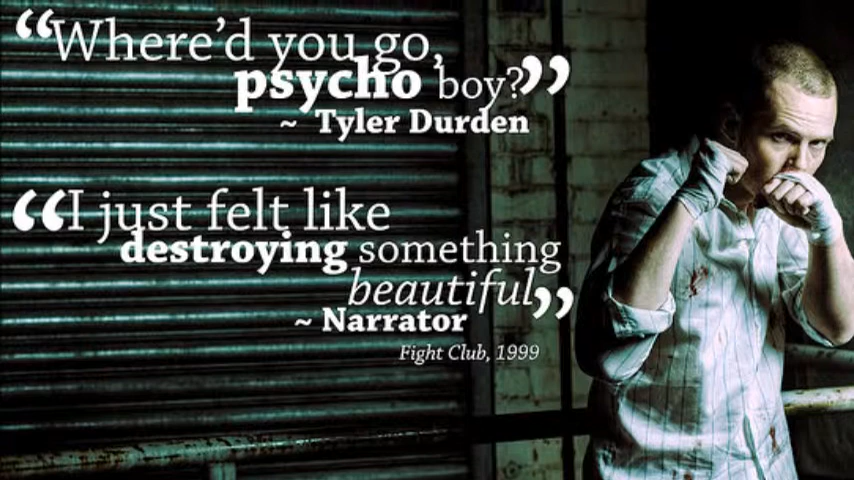 “Where’d you go,
psycho boy?”
~ Tyler Durden
“I just felt like
destroying something
beautiful”
~ Narrator
Fight Club, 1999